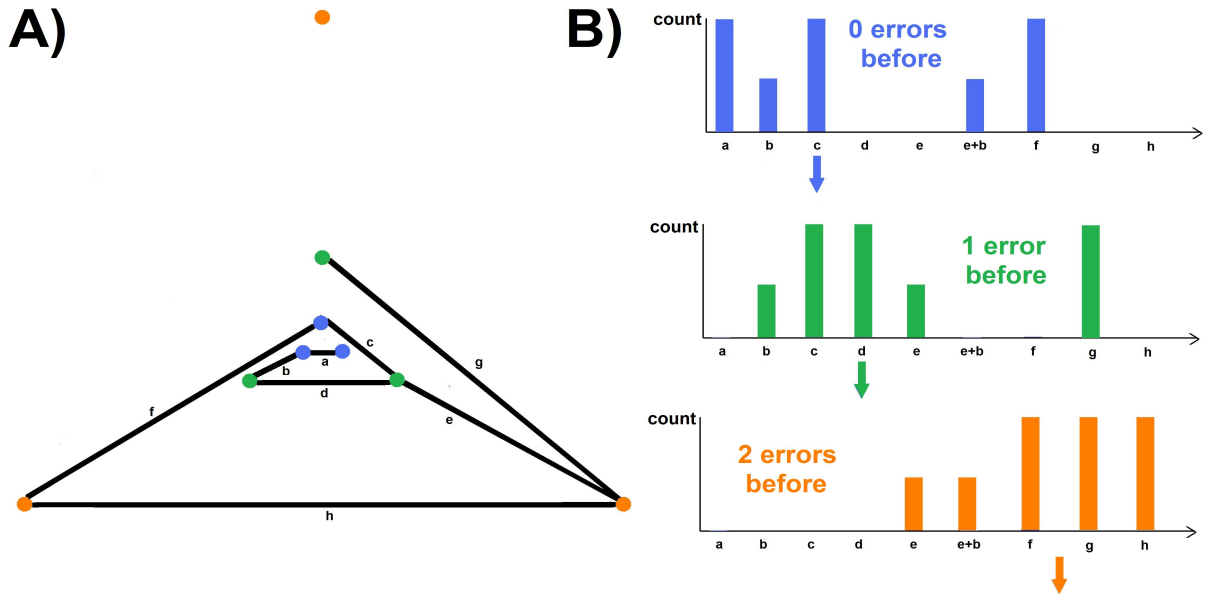 A)
c
a
b
d
g
f
e
h
B)
count
0 errors
before
a b c d e e+b f g h
count
1 error
before
a b c d e e+b f g h
count
2 errors
before
a b c d e e+b f g h